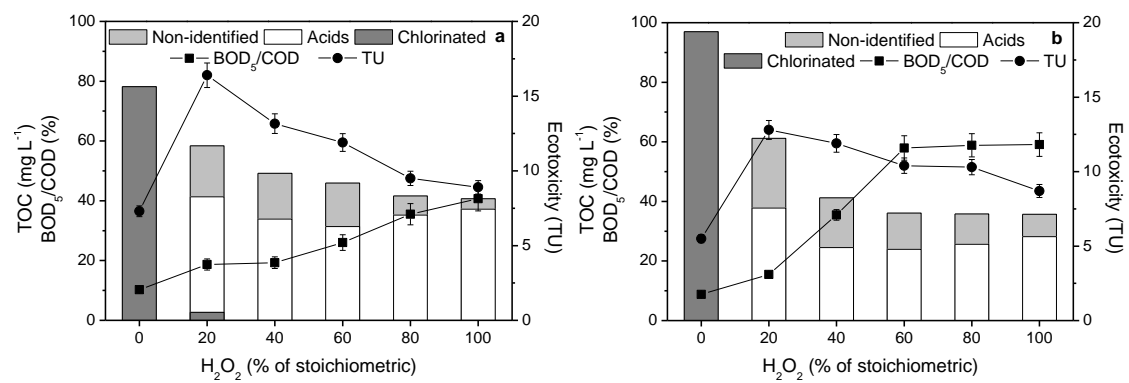 100
80
60
40
20
0
TOC (mg L⁻¹)
BOD₅/COD (%)
Non-identified
Acids
Chlorinated
a
BOD₅/COD
TU
20
15
10
5
0
Ecotoxicity (TU)
0 20 40 60 80 100
H₂O₂ (% of stoichiometric)
100
80
60
40
20
0
TOC (mg L⁻¹)
BOD₅/COD (%)
Non-identified
Acids
b
Chlorinated
BOD₅/COD
TU
20
15
10
5
0
Ecotoxicity (TU)
0 20 40 60 80 100
H₂O₂ (% of stoichiometric)